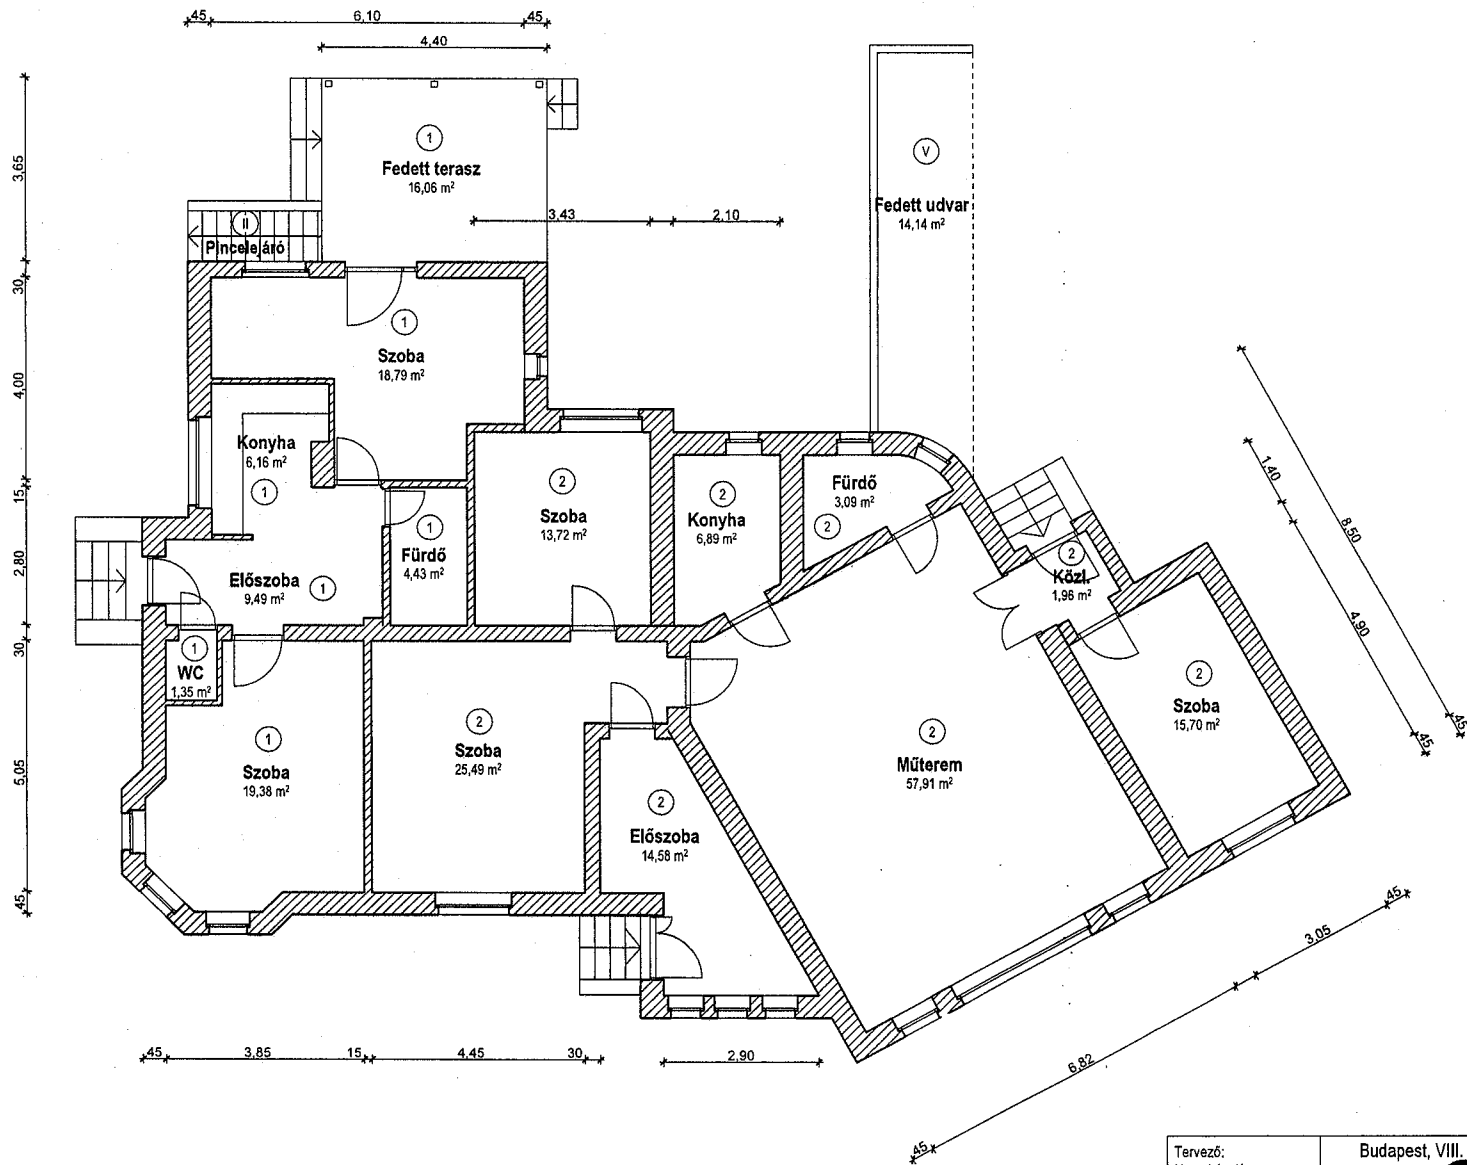 45 6,10 45
4,40
3,65
1
Fedett terasz
16,06 m²
V
Fedett udvar
14,14 m²
3,43 2,10
II
Pincelejáró
30
1
Szoba
18,79 m²
4,00
Konyha
6,16 m²
1
15
2
Szoba
13,72 m²
2
Konyha
6,89 m²
Fürdő
3,09 m²
2
1
Fürdő
4,43 m²
1,40
8,50
2
Közl.
1,96 m²
2,80
Előszoba
9,49 m²
1
4,90
30
1
WC
1,35 m²
2
Szoba
15,70 m²
45
45
1
Szoba
19,38 m²
2
Szoba
25,49 m²
2
Műterem
57,91 m²
5,05
2
Előszoba
14,58 m²
45
45
3,05
45 3,85 15 4,45 30 2,90
6,82
45
Tervező:
Budapest, VIII.